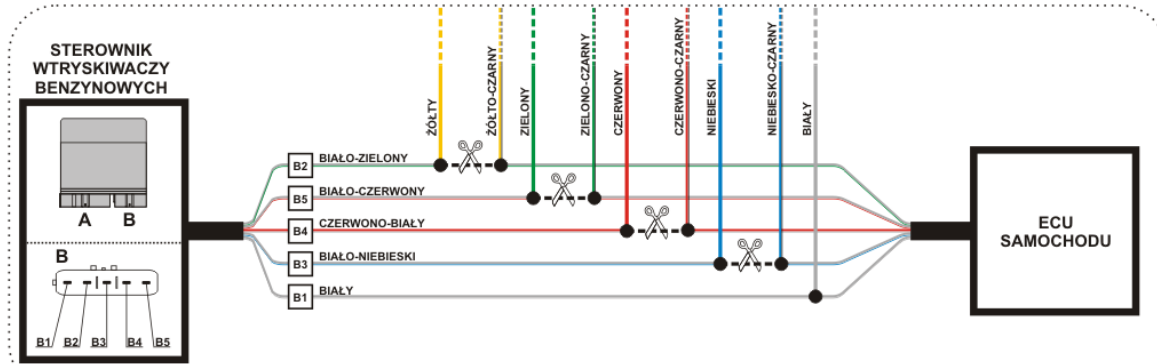 STEROWNIK
WTRYSKIWACZY
BENZYNOWYCH
A B
B
B1 B2 B3 B4 B5
ŻÓŁTY
ŻÓŁTO-CZARNY
ZIELONY
ZIELONO-CZARNY
CZERWONY
CZERWONO-CZARNY
NIEBIESKI
NIEBIESKO-CZARNY
BIAŁY
B2 BIAŁO-ZIELONY
B5 BIAŁO-CZERWONY
B4 CZERWONO-BIAŁY
B3 BIAŁO-NIEBIESKI
B1 BIAŁY
ECU
SAMOCHODU